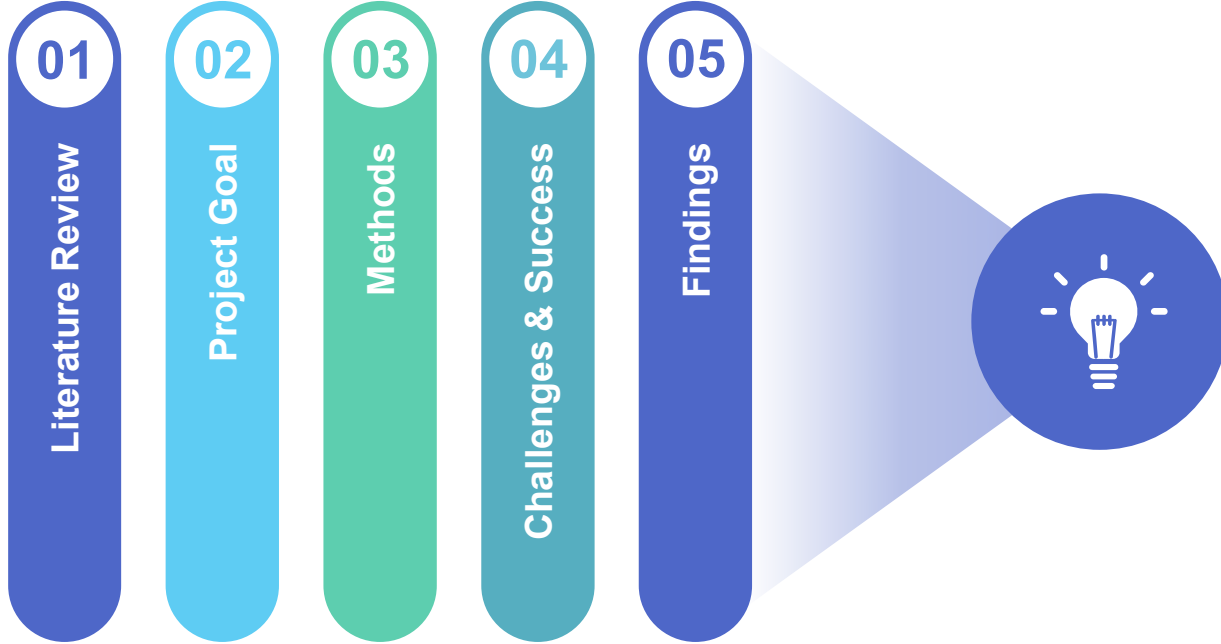 01
Literature Review
02
Project Goal
03
Methods
04
Challenges & Success
05
Findings